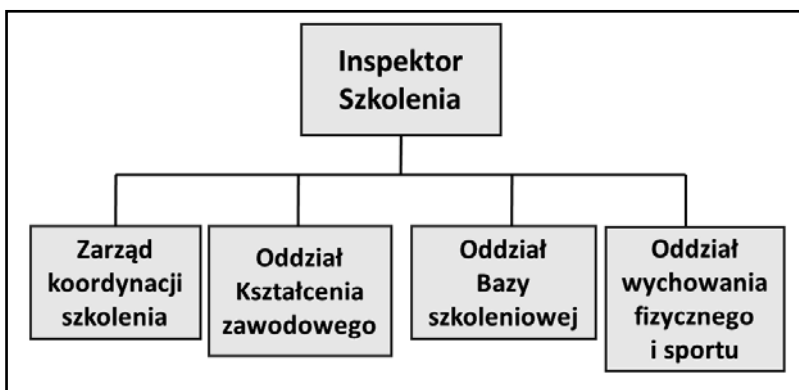 Inspektor
Szkolenia
Zarząd
koordynacji
szkolenia
Oddział
Kształcenia
zawodowego
Oddział
Bazy
szkoleniowej
Oddział
wychowania
fizycznego
i sportu